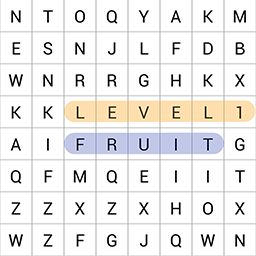 N T O Q Y A K M
E S N J L F D B
W N R R G H K X
K K L E V E L 1
A I F R U I T G
Q F M Q E I I T
Z Z X Z X H O X
W Z F G J Q W N